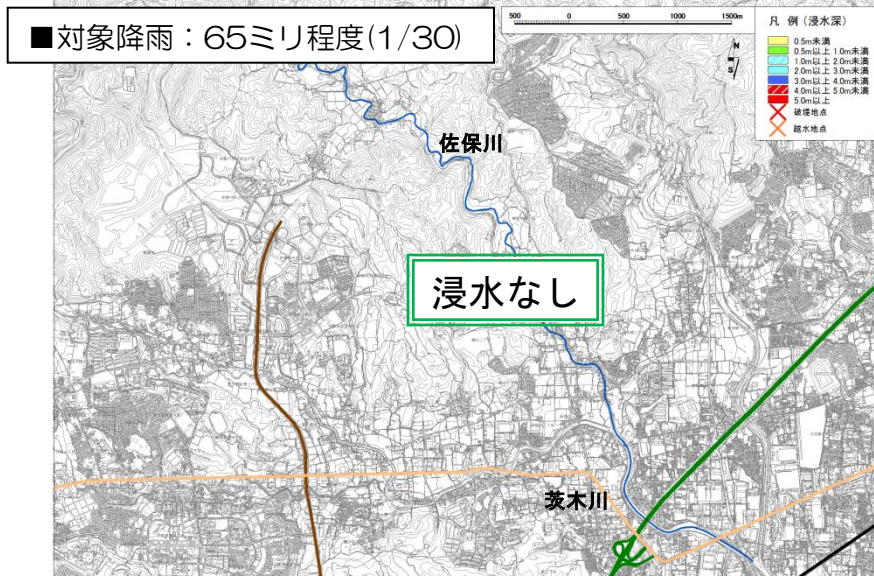 ■対象降雨：65ミリ程度(1/30)
500 0 500 1000 1500m
N
S
凡 例 (浸水深)
0.5m未満
0.5m以上 1.0m未満
1.0m以上 2.0m未満
2.0m以上 3.0m未満
3.0m以上 4.0m未満
4.0m以上 5.0m未満
5.0m以上
破堤地点
越水地点
佐保川
浸水なし
茨木川